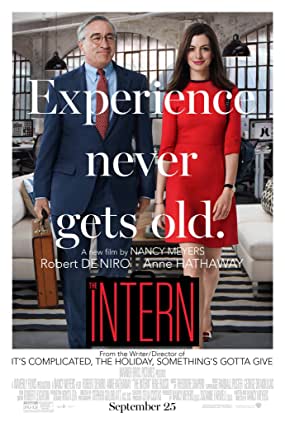 Experience
never
gets old.
A new film by NANCY MEYERS
Robert DE NIRO Anne HATHAWAY
THE
INTERN
From the Writer/Director of
IT'S COMPLICATED, THE HOLIDAY, SOMETHING'S GOTTA GIVE
September 25